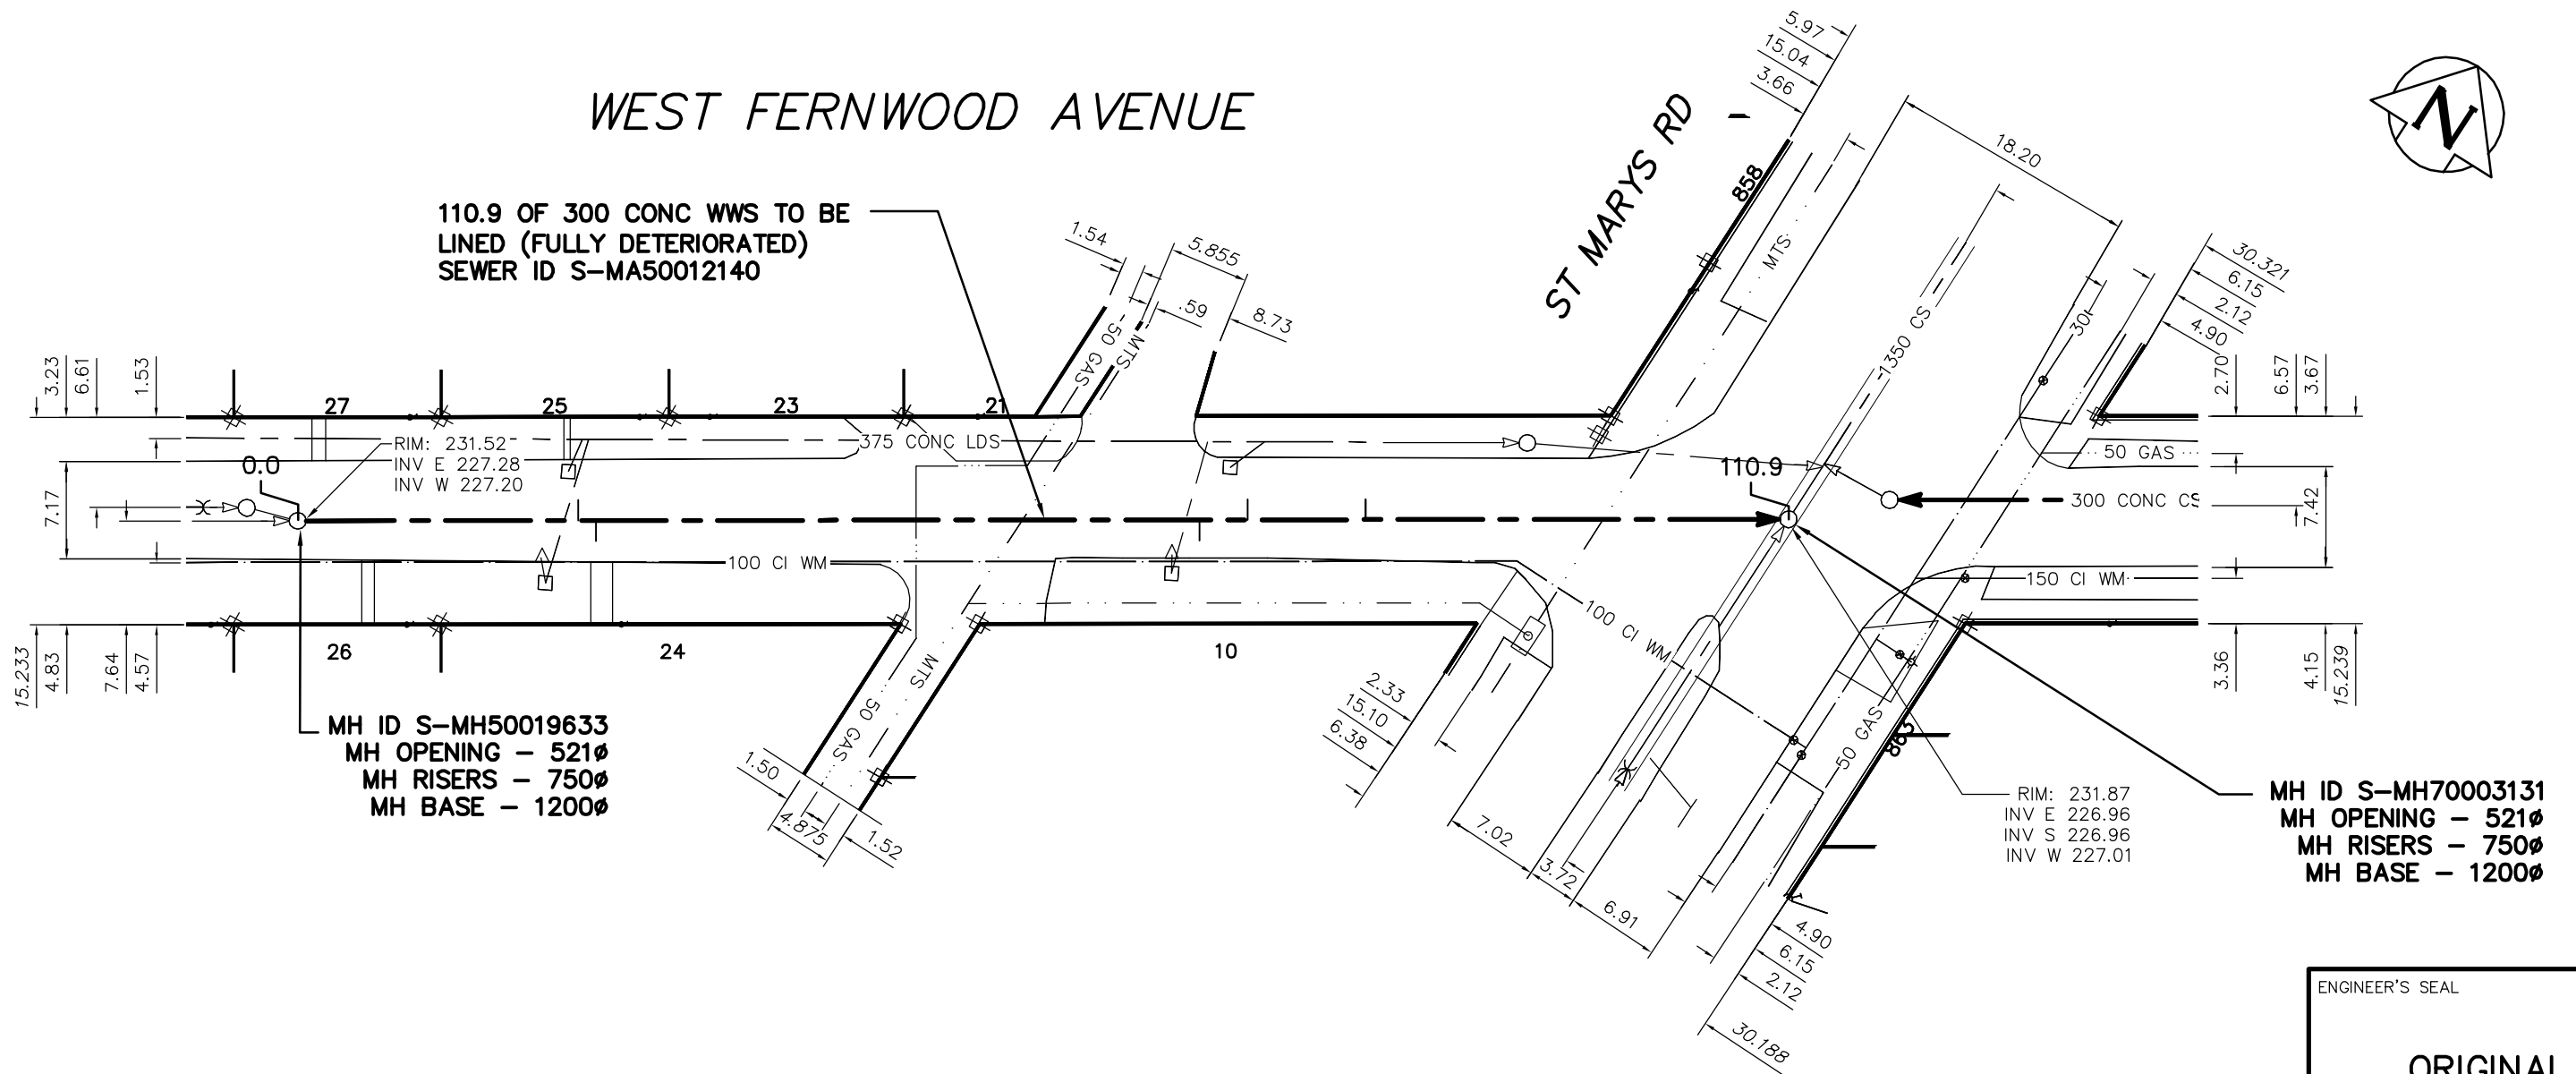 WEST FERNWOOD AVENUE
ST MARYS RD
N
110.9 OF 300 CONC WWS TO BE
LINED (FULLY DETERIORATED)
SEWER ID S-MA50012140
5.97
15.04
3.66
858
MTS
18.20
1350 CS
30.321
6.15
2.12
4.90
1.54
5.855
.59
8.73
50 GAS
MTS
3.23
6.61
1.53
27
25
23
21
2.70
6.57
3.67
RIM: 231.52
INV E 227.28
INV W 227.20
375 CONC LDS
0.0
110.9
50 GAS
300 CONC CS
7.17
7.42
100 CI WM
150 CI WM
100 CI WM
26
24
10
15.233
4.83
7.64
4.57
3.36
4.15
15.239
MTS
50 GAS
2.33
15.10
6.38
50 GAS
863
MH ID S-MH50019633
MH OPENING - 521ø
MH RISERS - 750ø
MH BASE - 1200ø
1.50
4.875
1.52
7.02
3.72
6.91
RIM: 231.87
INV E 226.96
INV S 226.96
INV W 227.01
MH ID S-MH70003131
MH OPENING - 521ø
MH RISERS - 750ø
MH BASE - 1200ø
4.90
6.15
2.12
30.188
ENGINEER'S SEAL
ORIGINAL